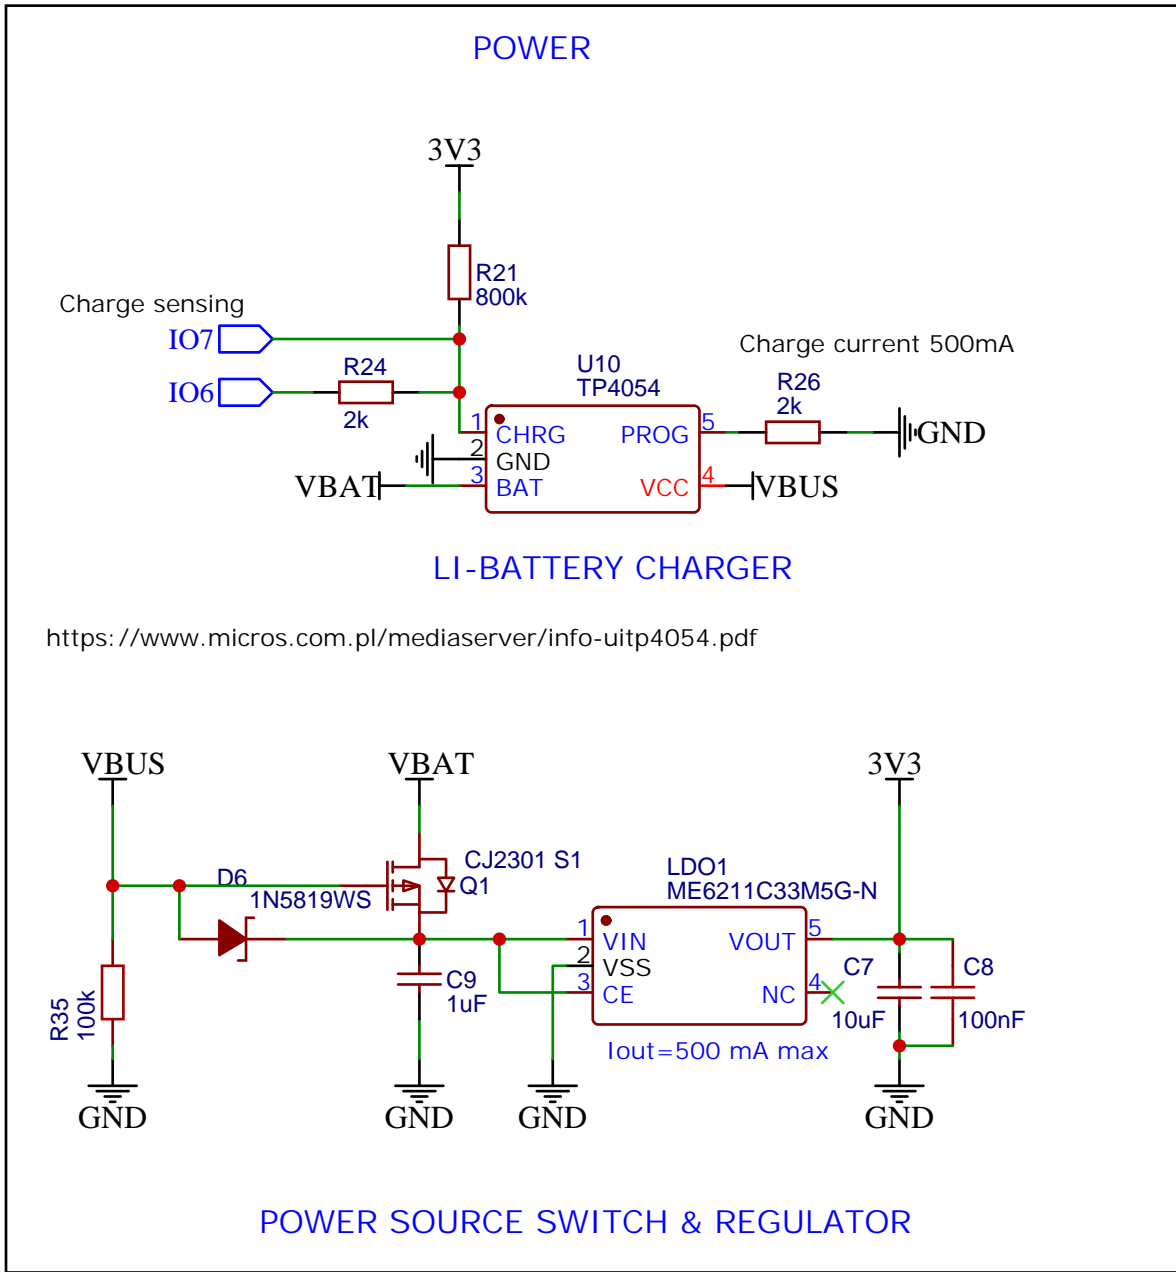 POWER
3V3
R21
800k
Charge sensing
IO7
IO6
R24
2k
U10
TP4054
Charge current 500mA
R26
2k
1
CHRG
2
GND
3
BAT
PROG
5
VCC
4
GND
VBAT
VBUS
LI-BATTERY CHARGER
https://www.micros.com.pl/mediaserver/info-uitp4054.pdf
VBUS
VBAT
3V3
D6
1N5819WS
CJ2301 S1
Q1
LDO1
ME6211C33M5G-N
1
VIN
2
VSS
3
CE
VOUT
5
NC
4
C7
10uF
C8
100nF
C9
1uF
R35
100k
Iout=500 mA max
GND
GND
GND
GND
POWER SOURCE SWITCH & REGULATOR